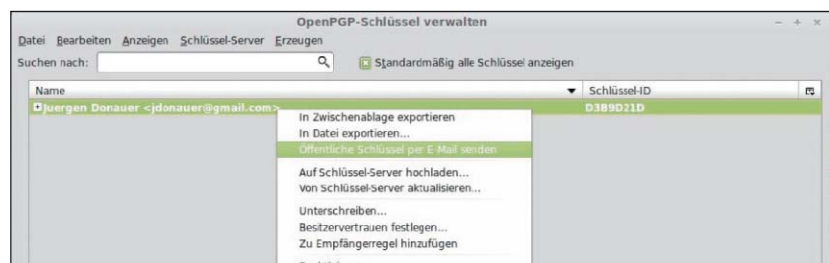 OpenPGP-Schlüssel verwalten
Datei Bearbeiten Anzeigen Schlüssel-Server Erzeugen
Suchen nach: Standardmäßig alle Schlüssel anzeigen
Name Schlüssel-ID
Juergen Donauer <jdonauer@gmail.com> D3B9D21D
In Zwischenablage exportieren
In Datei exportieren...
Öffentliche Schlüssel per E-Mail senden
Auf Schlüssel-Server hochladen...
Von Schlüssel-Server aktualisieren...
Unterschreiben...
Besitzervertrauen festlegen...
Zu Empfängerregel hinzufügen